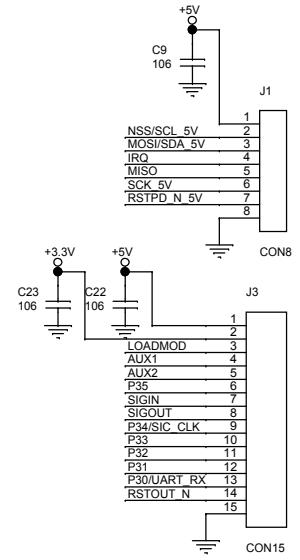 +5V
C9
106
J1
1
NSS/SCL_5V 2
MOSI/SDA_5V 3
IRQ 4
MISO 5
SCK_5V 6
RSTPD_N_5V 7
8
CON8
+3.3V +5V
C23 C22
106 106
J3
1
2
LOADMOD 3
AUX1 4
AUX2 5
P35 6
SIGIN 7
SIGOUT 8
P34/SIC_CLK 9
P33 10
P32 11
P31 12
P30/UART_RX 13
RSTOUT_N 14
15
CON15